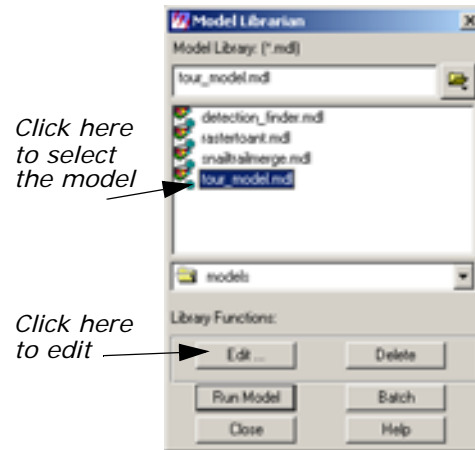 Model Librarian
Model Library: (*.mdl)
tour_model.mdl
detection_finder.mdl
rastertoant.mdl
snailtrailmerge.mdl
tour_model.mdl
Click here
to select
the model
models
Library Functions:
Click here
to edit
Edit ...
Delete
Run Model
Batch
Close
Help